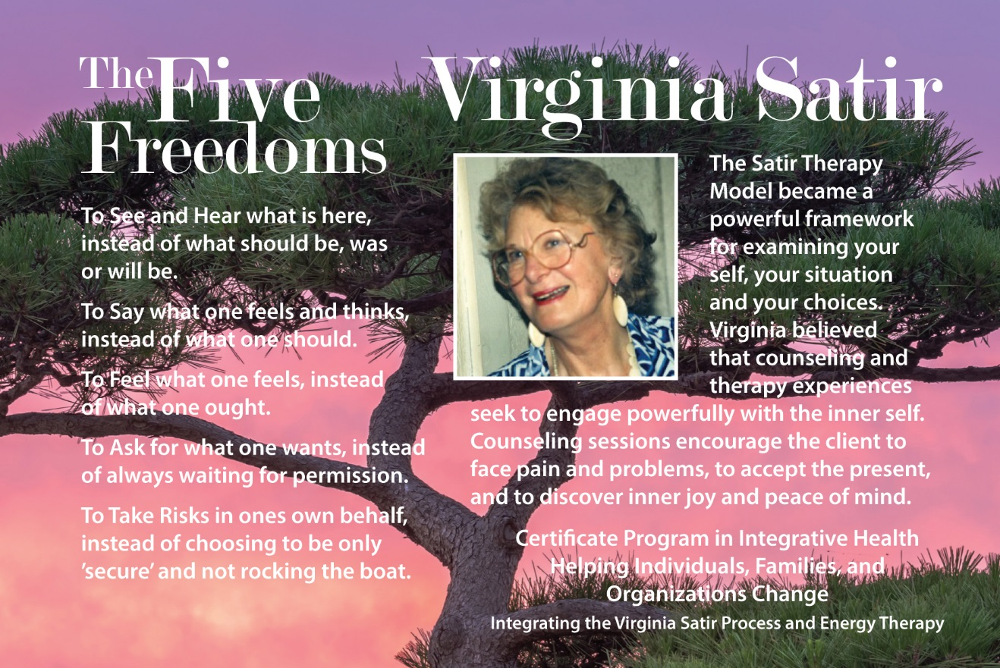 The Five
Freedoms
To See and Hear what is here,
instead of what should be, was
or will be.
To Say what one feels and thinks,
instead of what one should.
To Feel what one feels, instead
of what one ought.
To Ask for what one wants, instead
of always waiting for permission.
To Take Risks in ones own behalf,
instead of choosing to be only
’secure’ and not rocking the boat.
Virginia Satir
The Satir Therapy
Model became a
powerful framework
for examining your
self, your situation
and your choices.
Virginia believed
that counseling and
therapy experiences
seek to engage powerfully with the inner self.
Counseling sessions encourage the client to
face pain and problems, to accept the present,
and to discover inner joy and peace of mind.
Certificate Program in Integrative Health
Helping Individuals, Families, and
Organizations Change
Integrating the Virginia Satir Process and Energy Therapy